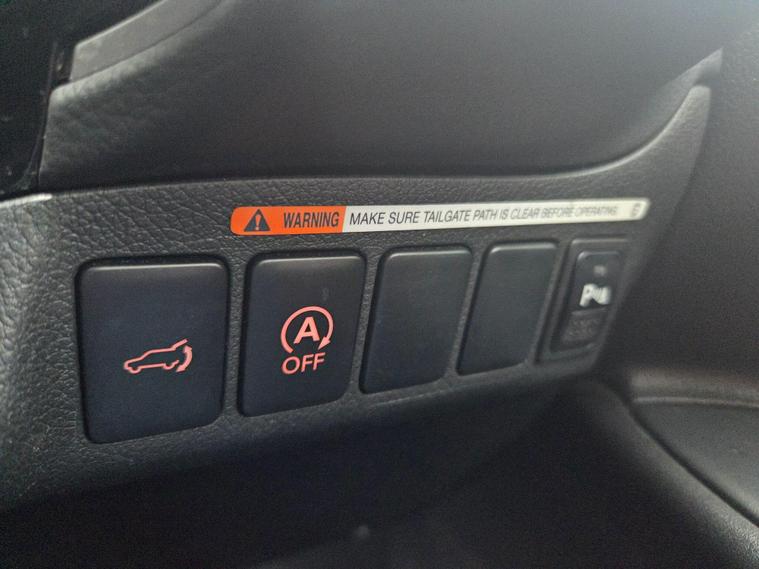 WARNING MAKE SURE TAILGATE PATH IS CLEAR BEFORE OPERATING.
A
OFF
P